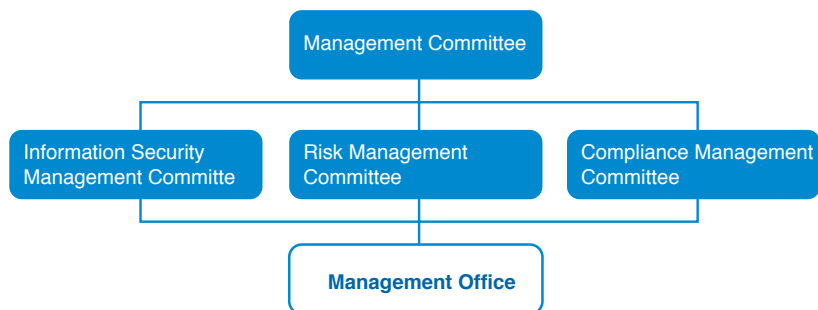 Management Committee
Information Security
Management Committe
Risk Management
Committee
Compliance Management
Committee
Management Office